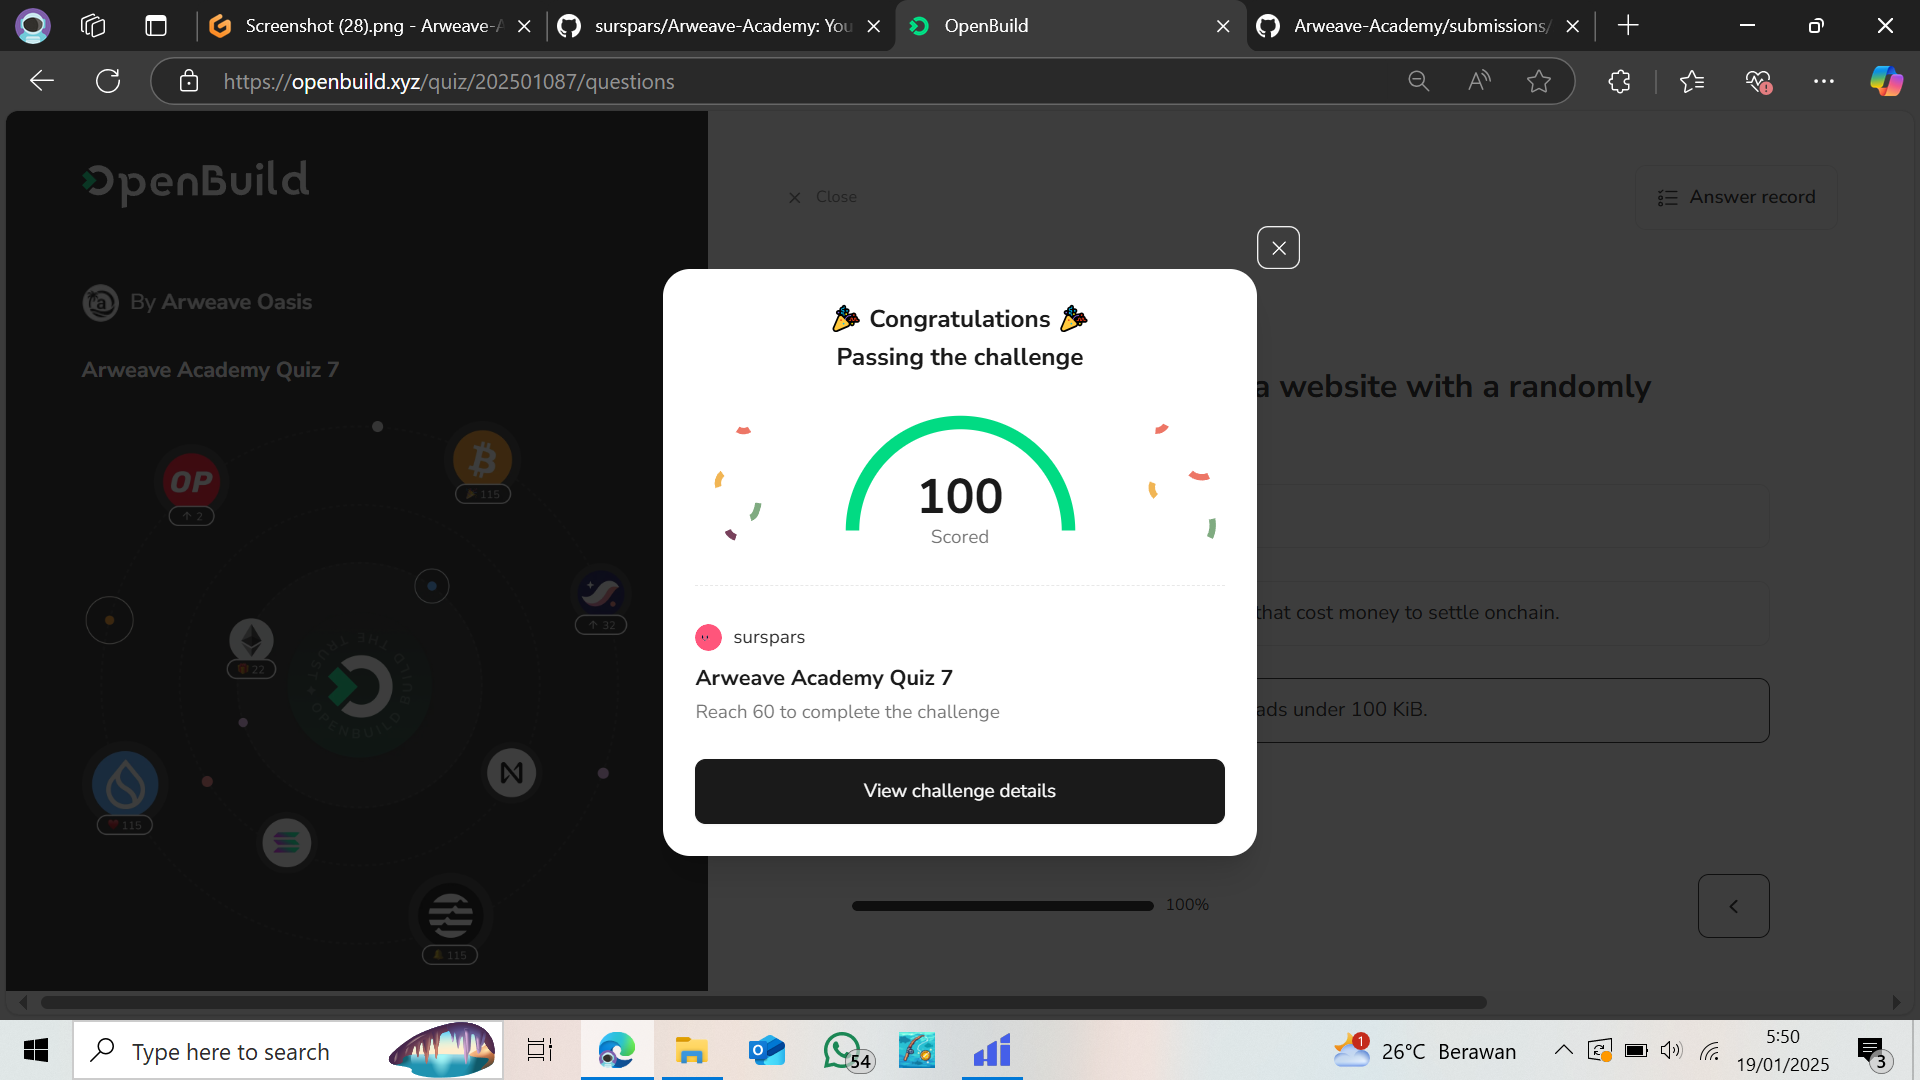 Screenshot (28).png - Arweave-A
surspars/Arweave-Academy: You
OpenBuild
Arweave-Academy/submissions/
https://openbuild.xyz/quiz/202501087/questions
OpenBuild
By Arweave Oasis
Arweave Academy Quiz 7
OP
↑ 2
115
↑ 32
22
115
115
Close
Answer record
a website with a randomly
that cost money to settle onchain.
ads under 100 KiB.
100%
🎉 Congratulations 🎉
Passing the challenge
100
Scored
surspars
Arweave Academy Quiz 7
Reach 60 to complete the challenge
View challenge details
Type here to search
54
1
26°C Berawan
5:50
19/01/2025
3